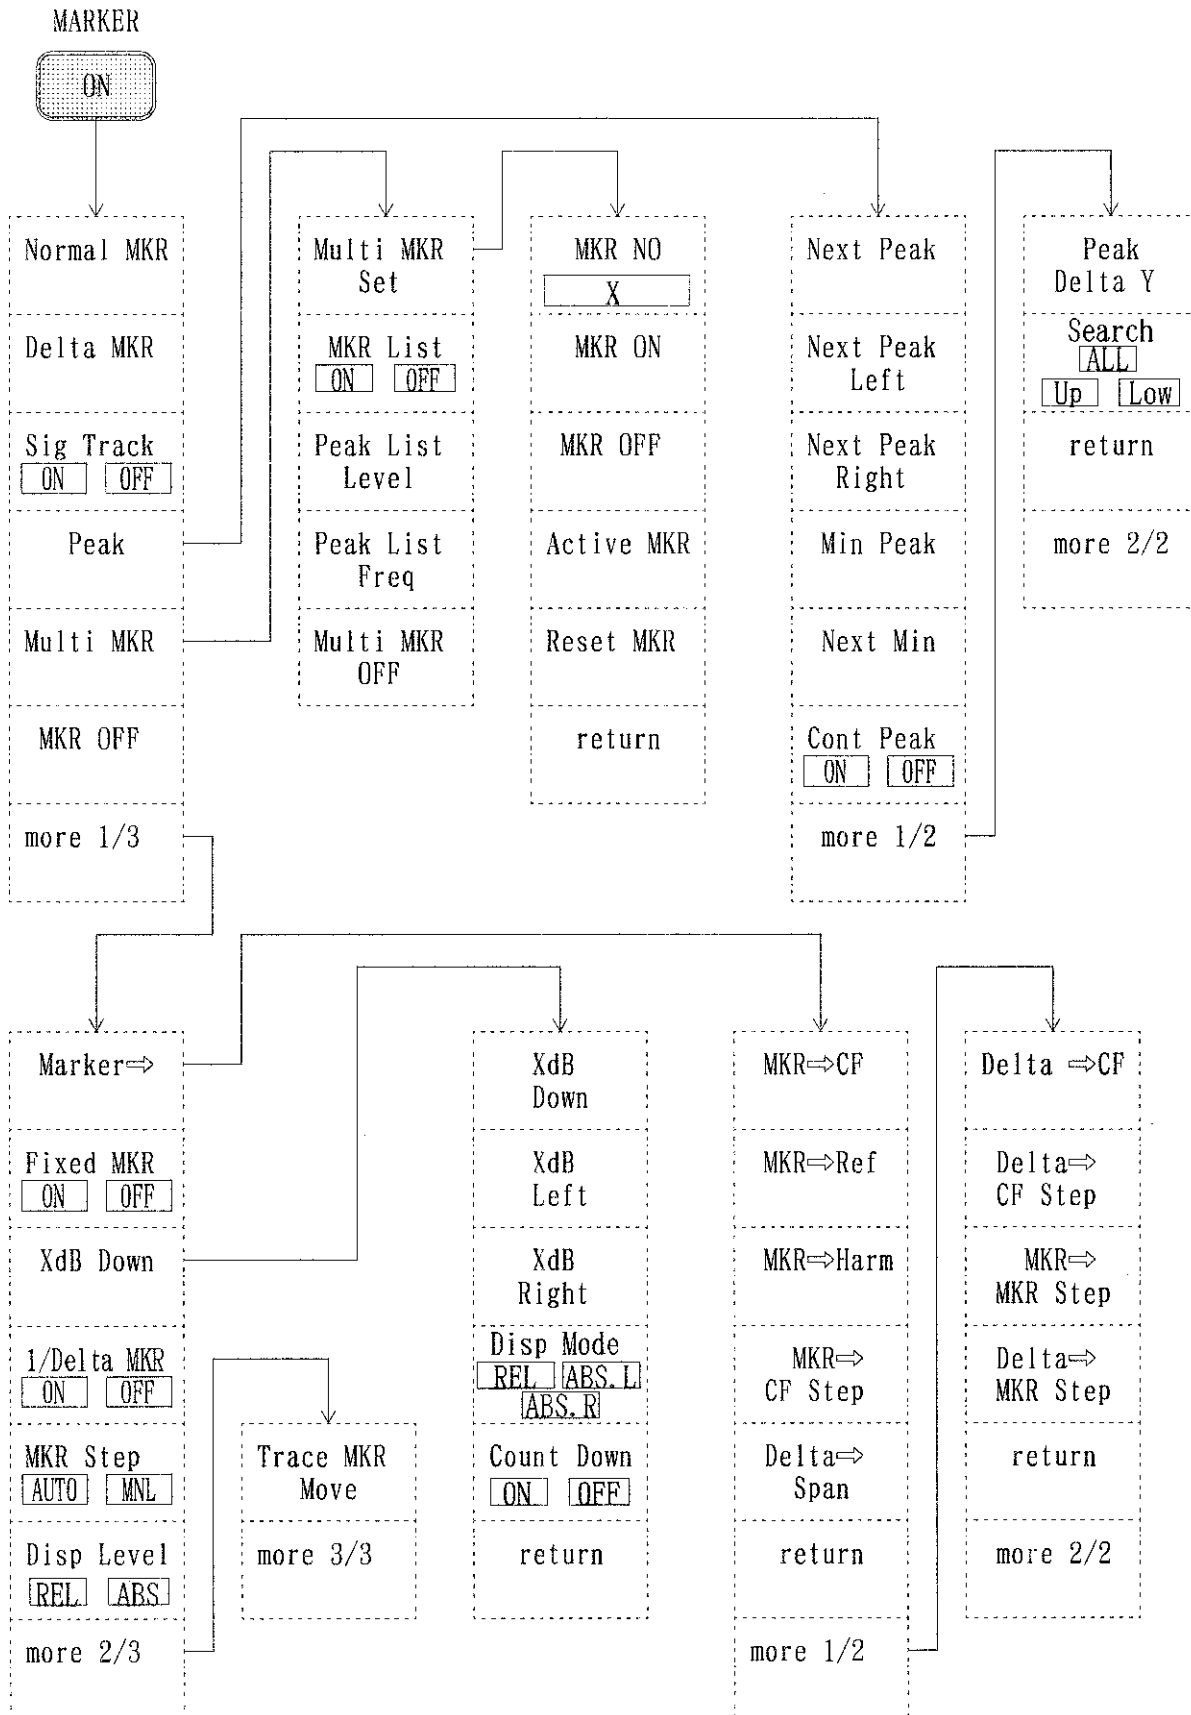 MARKER
ON
Normal MKR
Delta MKR
Sig Track
ON OFF
Peak
Multi MKR
MKR OFF
more 1/3
Multi MKR
Set
MKR List
ON OFF
Peak List
Level
Peak List
Freq
Multi MKR
OFF
MKR NO
X
MKR ON
MKR OFF
Active MKR
Reset MKR
return
Next Peak
Next Peak
Left
Next Peak
Right
Min Peak
Next Min
Cont Peak
ON OFF
more 1/2
Peak
Delta Y
Search
ALL
Up Low
return
more 2/2
Marker⇨
Fixed MKR
ON OFF
XdB Down
1/Delta MKR
ON OFF
MKR Step
AUTO MNL
Disp Level
REL ABS
more 2/3
Trace MKR
Move
more 3/3
XdB
Down
XdB
Left
XdB
Right
Disp Mode
REL ABS.L
ABS.R
Count Down
ON OFF
return
MKR⇨CF
MKR⇨Ref
MKR⇨Harm
MKR⇨
CF Step
Delta⇨
Span
return
more 1/2
Delta ⇨CF
Delta⇨
CF Step
MKR⇨
MKR Step
Delta⇨
MKR Step
return
more 2/2